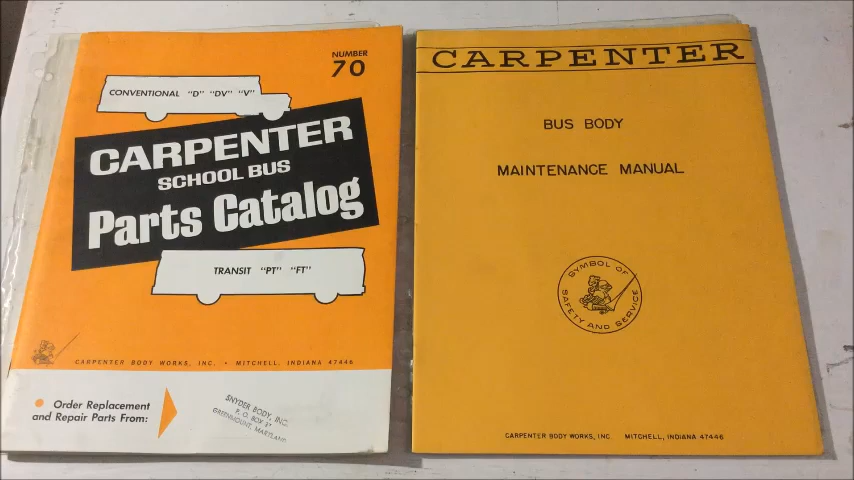 NUMBER
70
CONVENTIONAL "D" "DV" "V"
CARPENTER
SCHOOL BUS
Parts Catalog
TRANSIT "PT" "FT"
CARPENTER BODY WORKS, INC. • MITCHELL, INDIANA 47446
Order Replacement
and Repair Parts From:
SNYDER BODY, INC.
P. O. BOX 37
GREENMOUNT, MARYLAND
CARPENTER
BUS BODY
MAINTENANCE MANUAL
SYMBOL OF
SAFETY AND SERVICE
CARPENTER BODY WORKS, INC. MITCHELL, INDIANA 47446